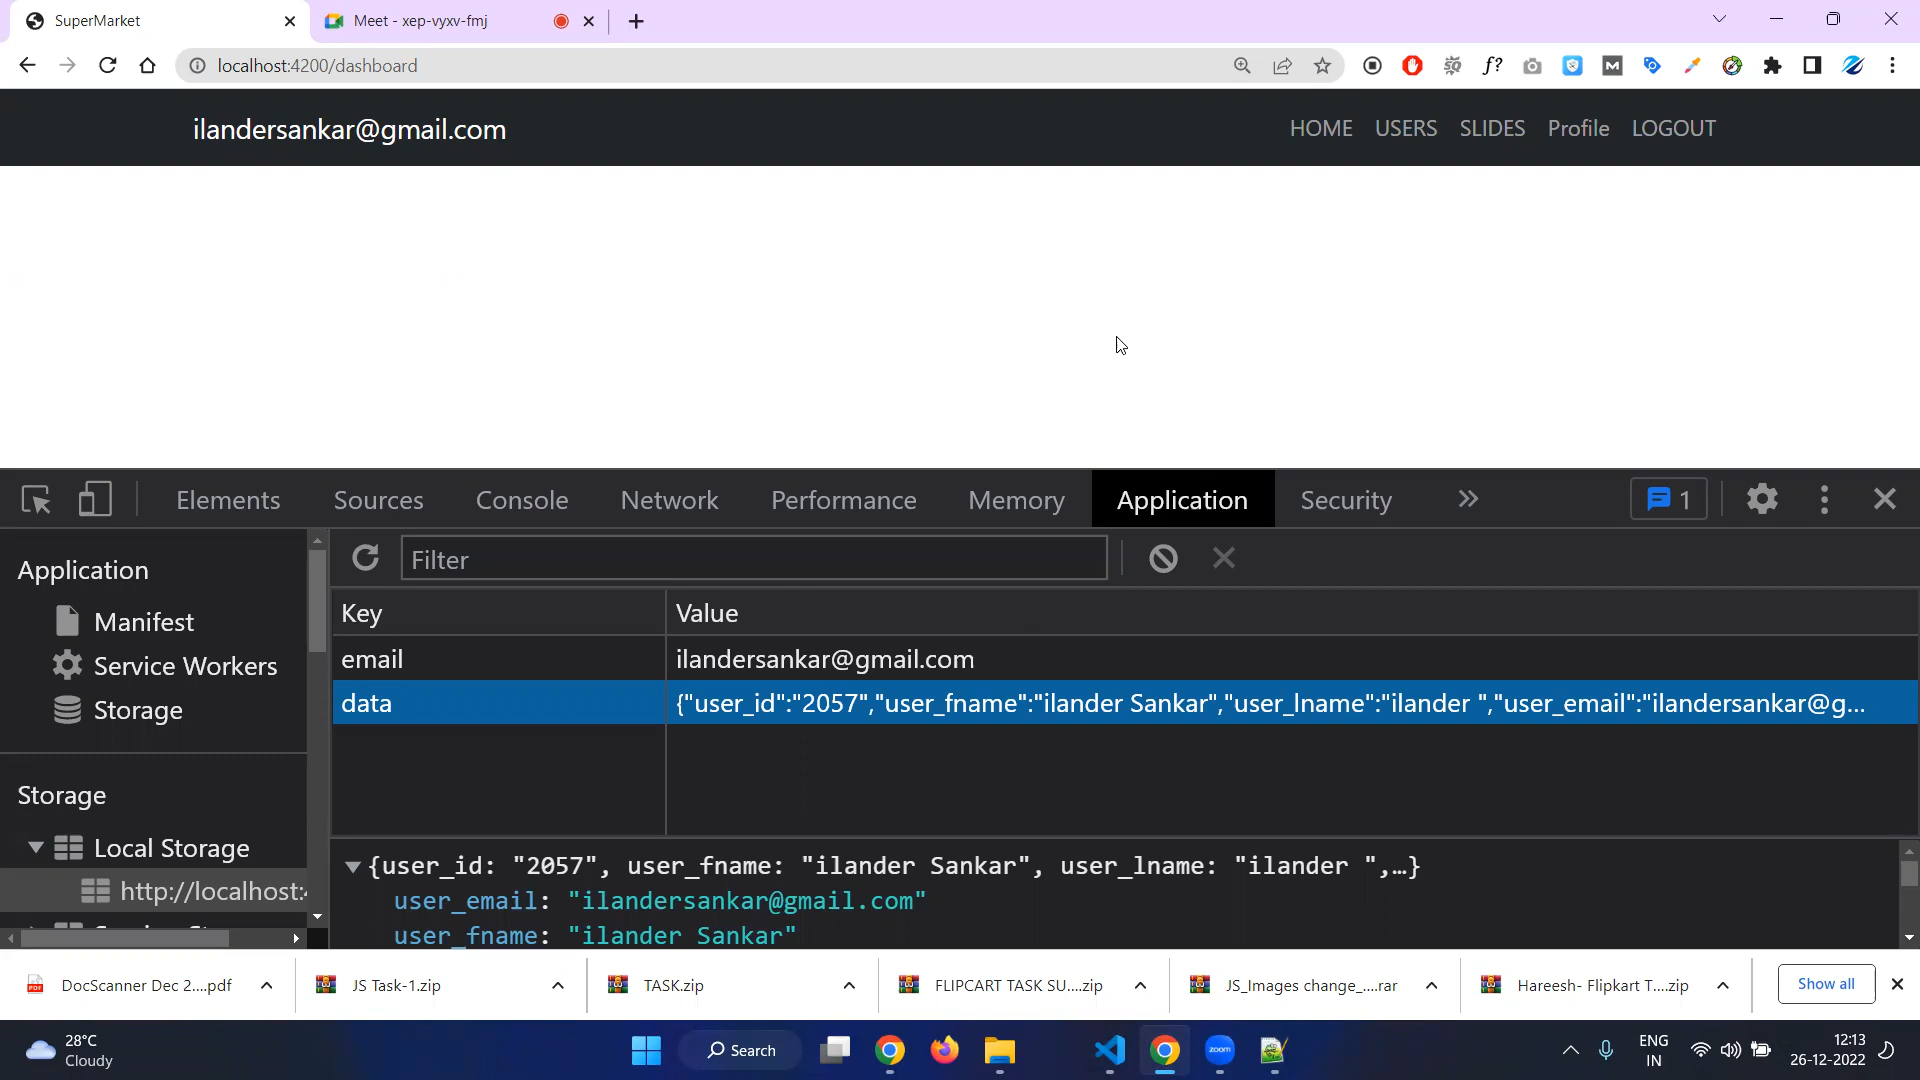 SuperMarket
Meet - xep-vyxv-fmj
localhost:4200/dashboard
f?
M
ilandersankar@gmail.com
HOME USERS SLIDES Profile LOGOUT
Elements Sources Console Network Performance Memory Application Security
1
Application
Filter
Key Value
Manifest
email ilandersankar@gmail.com
Service Workers
data {"user_id":"2057","user_fname":"ilander Sankar","user_lname":"ilander ","user_email":"ilandersankar@g...
Storage
Storage
Local Storage
http://localhost:
{user_id: "2057", user_fname: "ilander Sankar", user_lname: "ilander ",…}
user_email: "ilandersankar@gmail.com"
user_fname: "ilander Sankar"
PDF
DocScanner Dec 2....pdf
JS Task-1.zip
TASK.zip
FLIPCART TASK SU....zip
JS_Images change_....rar
Hareesh- Flipkart T....zip
Show all
28°C
Cloudy
Search
zoom
ENG
IN
12:13
26-12-2022